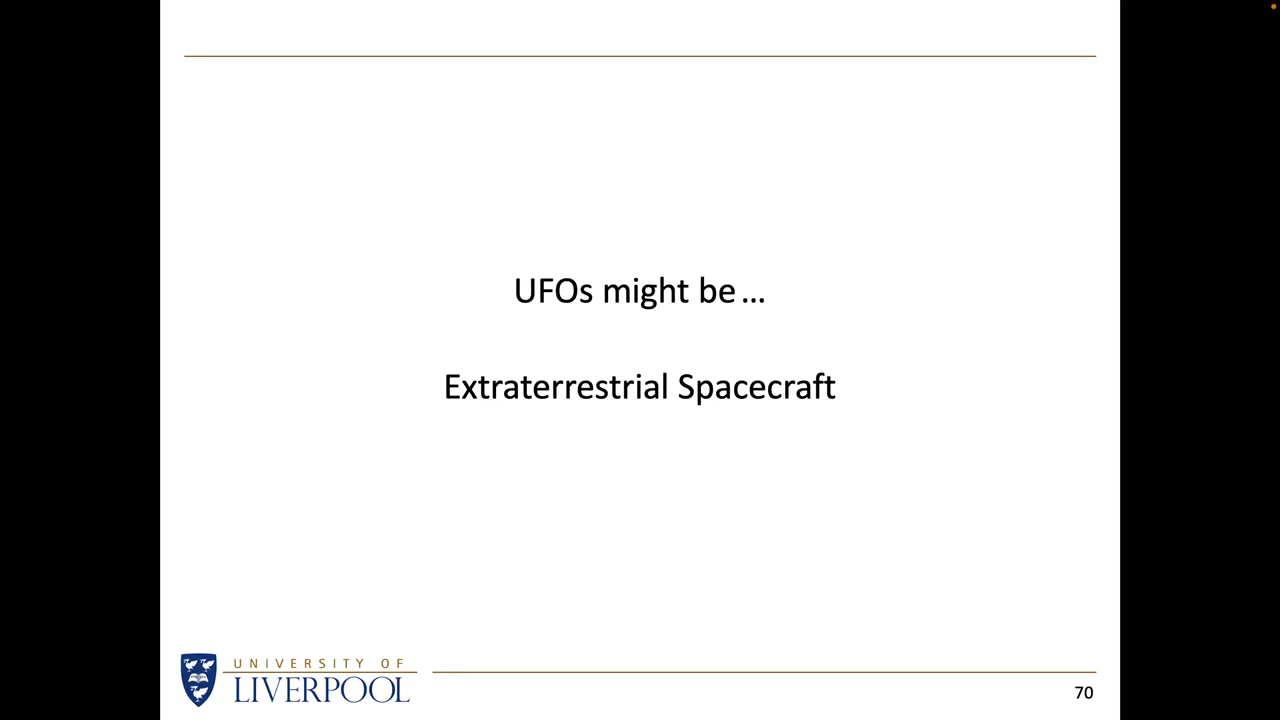 UFOs might be...
Extraterrestrial Spacecraft
UNIVERSITY OF
LIVERPOOL
70